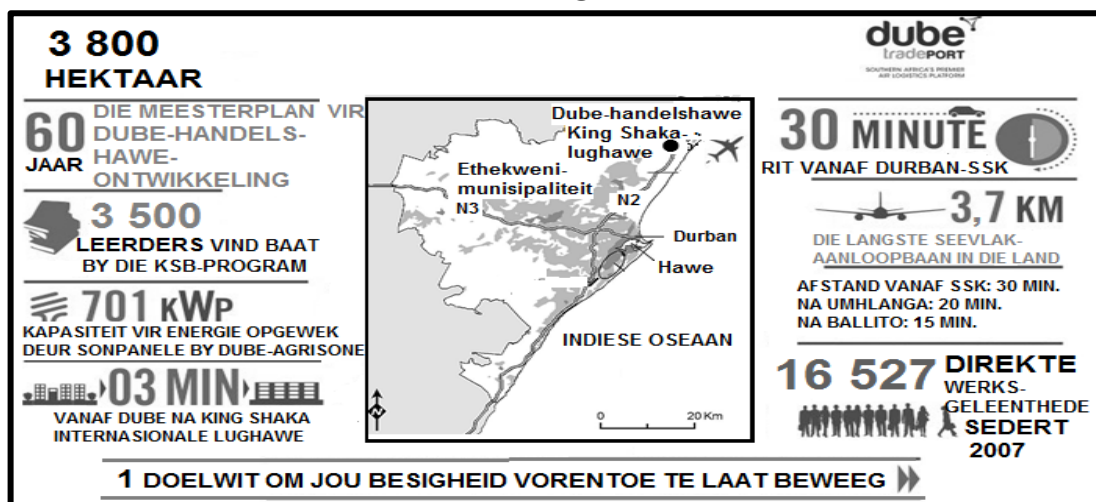 3 800
HEKTAAR
60
JAAR
DIE MEESTERPLAN VIR
DUBE-HANDELS-
HAWE-
ONTWIKKELING
3 500
LEERDERS VIND BAAT
BY DIE KSB-PROGRAM
701 KWP
KAPASITEIT VIR ENERGIE OPGEWEK
DEUR SONPANELE BY DUBE-AGRISONE
03 MIN
VANAF DUBE NA KING SHAKA
INTERNASIONALE LUGHAWE
Dube-handelshawe
King Shaka-
lughawe
Ethekweni-
munisipaliteit
N3
N2
Durban
Hawe
INDIESE OSEAAN
N
0 20 Km
dube
tradePORT
SOUTHERN AFRICA'S PREMIER
AIR LOGISTICS PLATFORM
30 MINUTE
RIT VANAF DURBAN-SSK
3,7 KM
DIE LANGSTE SEEVLAK-
AANLOOPBAAN IN DIE LAND
AFSTAND VANAF SSK: 30 MIN.
NA UMHLANGA: 20 MIN.
NA BALLITO: 15 MIN.
16 527 DIREKTE
WERKS-
GELEENTHEDE
SEDERT
2007
1 DOELWIT OM JOU BESIGHEID VORENTOE TE LAAT BEWEEG